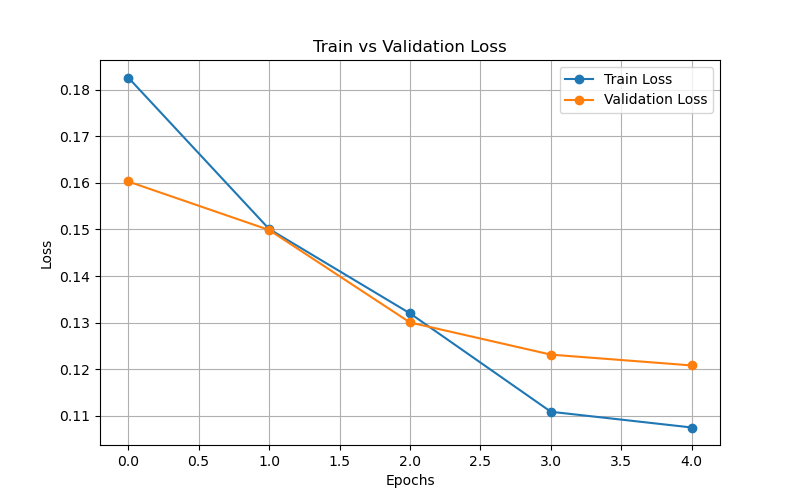 Train vs Validation Loss
Train Loss
Validation Loss
Loss
0.18
0.17
0.16
0.15
0.14
0.13
0.12
0.11
0.0 0.5 1.0 1.5 2.0 2.5 3.0 3.5 4.0
Epochs